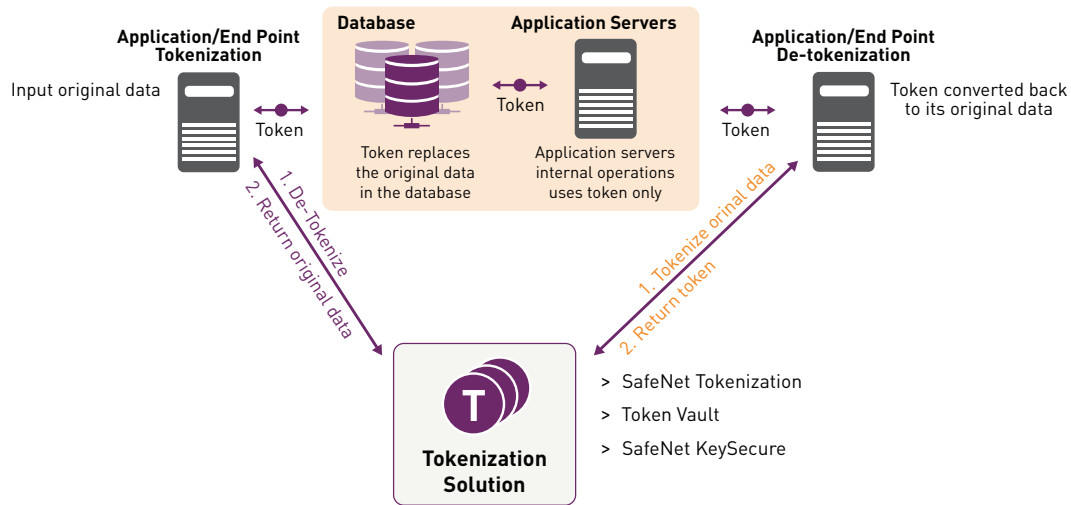 Application/End Point
Tokenization
Input original data
Token
Database
Application Servers
Token
Token replaces
the original data
in the database
Application servers
internal operations
uses token only
Token
Application/End Point
De-tokenization
Token converted back
to its original data
1. De-Tokenize
2. Return original data
1. Tokenize orinal data
2. Return token
T
Tokenization
Solution
> SafeNet Tokenization
> Token Vault
> SafeNet KeySecure